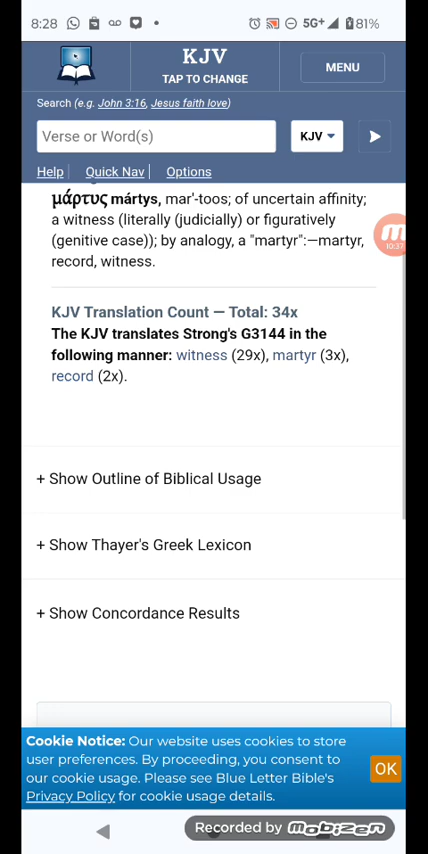 8:28 5G+ 81%
KJV
TAP TO CHANGE
MENU
Search (e.g. John 3:16, Jesus faith love)
Verse or Word(s)
KJV
Help Quick Nav Options
μάρτυς mártys, mar'-toos; of uncertain affinity;
a witness (literally (judicially) or figuratively
(genitive case)); by analogy, a "martyr":—martyr,
record, witness.
10:37
KJV Translation Count — Total: 34x
The KJV translates Strong's G3144 in the
following manner: witness (29x), martyr (3x),
record (2x).
+ Show Outline of Biblical Usage
+ Show Thayer's Greek Lexicon
+ Show Concordance Results
Cookie Notice: Our website uses cookies to store
user preferences. By proceeding, you consent to
our cookie usage. Please see Blue Letter Bible's
Privacy Policy for cookie usage details.
OK
Recorded by mobizen